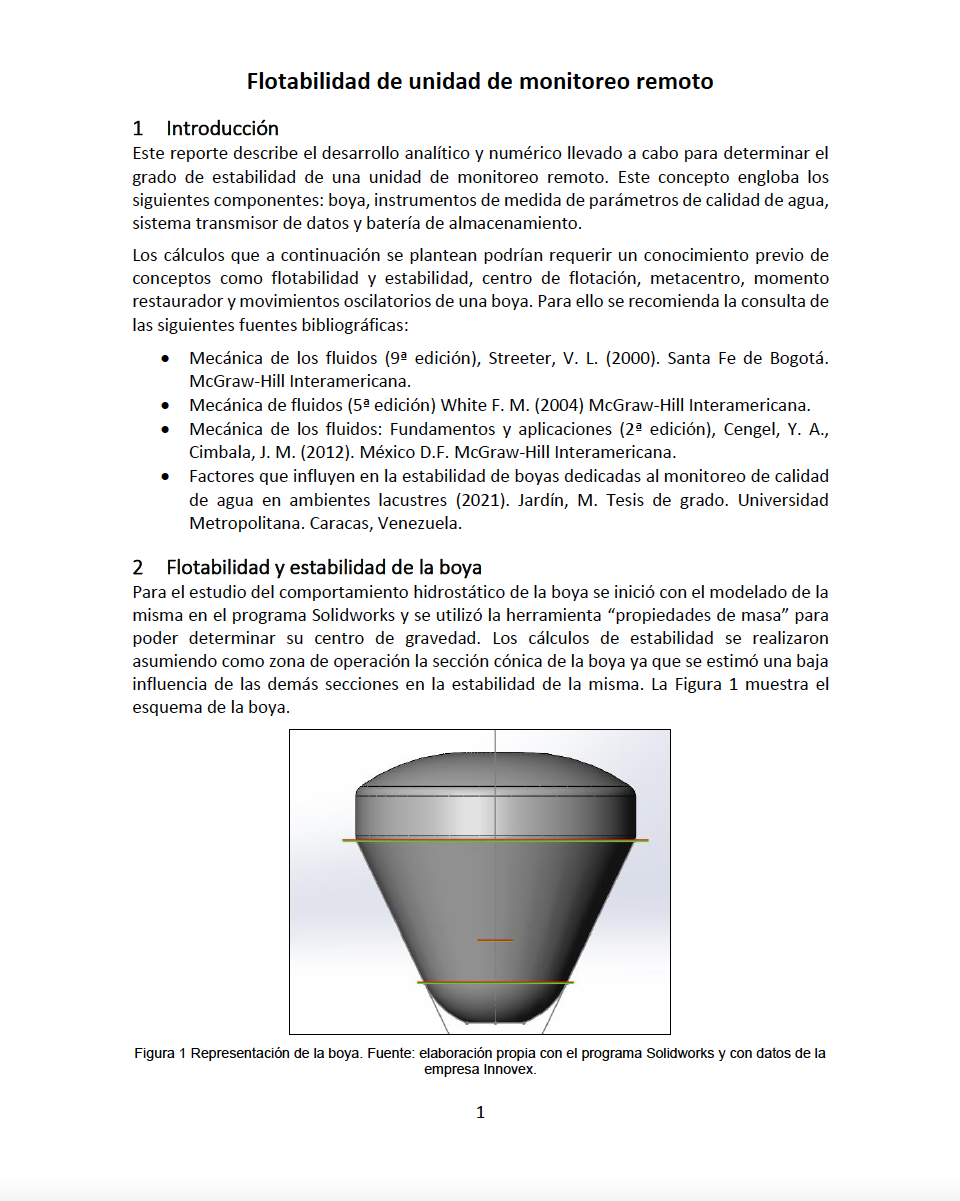 Flotabilidad de unidad de monitoreo remoto
1 Introducción
Este reporte describe el desarrollo analítico y numérico llevado a cabo para determinar el
grado de estabilidad de una unidad de monitoreo remoto. Este concepto engloba los
siguientes componentes: boya, instrumentos de medida de parámetros de calidad de agua,
sistema transmisor de datos y batería de almacenamiento.
Los cálculos que a continuación se plantean podrían requerir un conocimiento previo de
conceptos como flotabilidad y estabilidad, centro de flotación, metacentro, momento
restaurador y movimientos oscilatorios de una boya. Para ello se recomienda la consulta de
las siguientes fuentes bibliográficas:
• Mecánica de los fluidos (9ª edición), Streeter, V. L. (2000). Santa Fe de Bogotá.
McGraw-Hill Interamericana.
• Mecánica de fluidos (5ª edición) White F. M. (2004) McGraw-Hill Interamericana.
• Mecánica de los fluidos: Fundamentos y aplicaciones (2ª edición), Cengel, Y. A.,
Cimbala, J. M. (2012). México D.F. McGraw-Hill Interamericana.
• Factores que influyen en la estabilidad de boyas dedicadas al monitoreo de calidad
de agua en ambientes lacustres (2021). Jardín, M. Tesis de grado. Universidad
Metropolitana. Caracas, Venezuela.
2 Flotabilidad y estabilidad de la boya
Para el estudio del comportamiento hidrostático de la boya se inició con el modelado de la
misma en el programa Solidworks y se utilizó la herramienta “propiedades de masa” para
poder determinar su centro de gravedad. Los cálculos de estabilidad se realizaron
asumiendo como zona de operación la sección cónica de la boya ya que se estimó una baja
influencia de las demás secciones en la estabilidad de la misma. La Figura 1 muestra el
esquema de la boya.
Figura 1 Representación de la boya. Fuente: elaboración propia con el programa Solidworks y con datos de la
empresa Innovex.
1